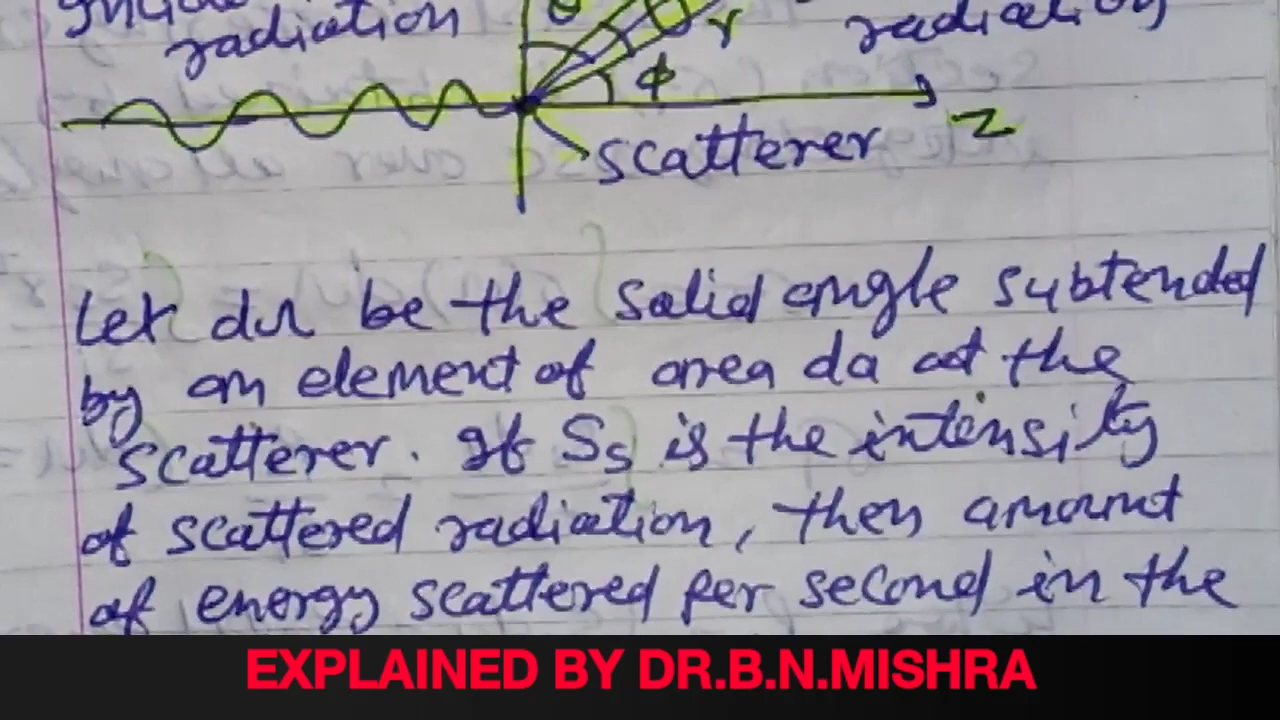 radiation
θ
r
radiation
φ
Z
scatterer
Let dΩ be the solid angle subtended
by an element of area da at the
scatterer. If Ss is the intensity
of scattered radiation, then amount
of energy scattered per second in the
EXPLAINED BY DR.B.N.MISHRA